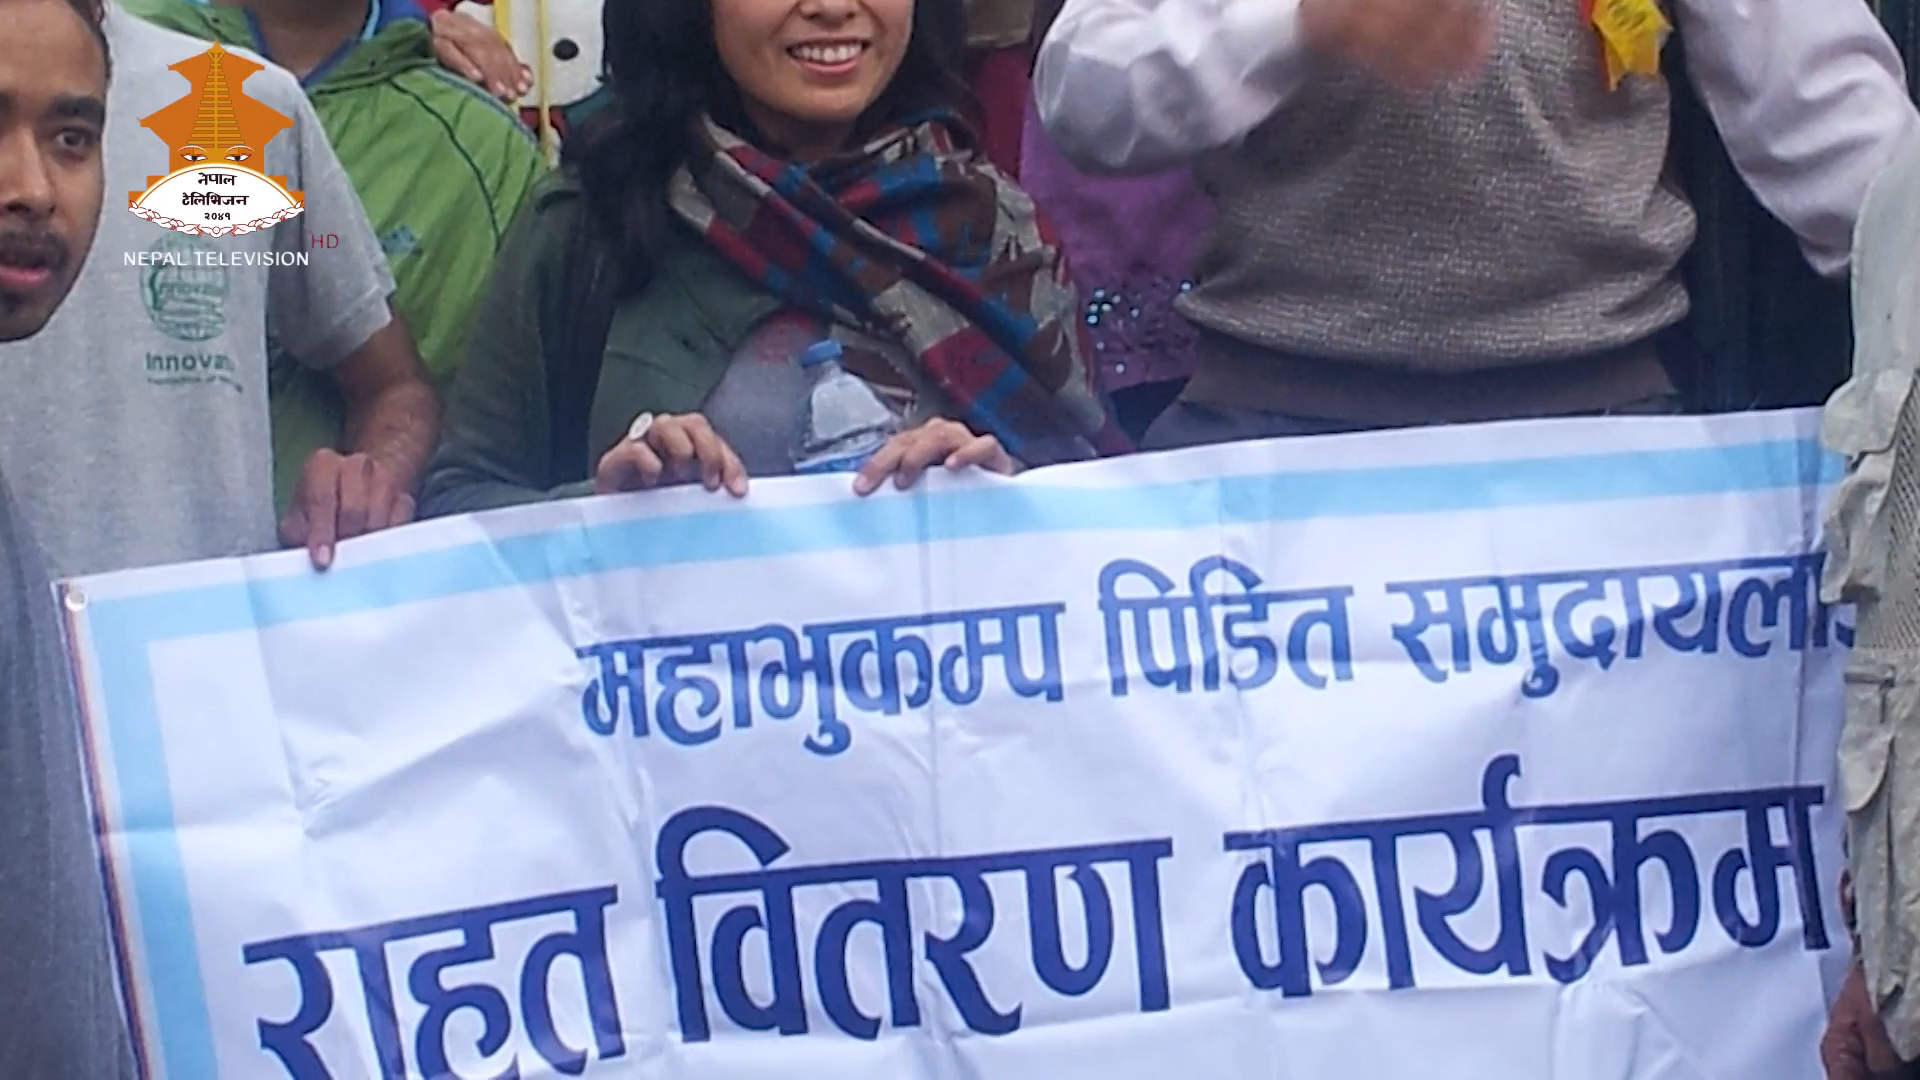 नेपाल
टेलिभिजन
२०४१
NEPAL TELEVISION HD
महाभुकम्प पिडित समुदायला
राहत वितरण कार्यक्रम